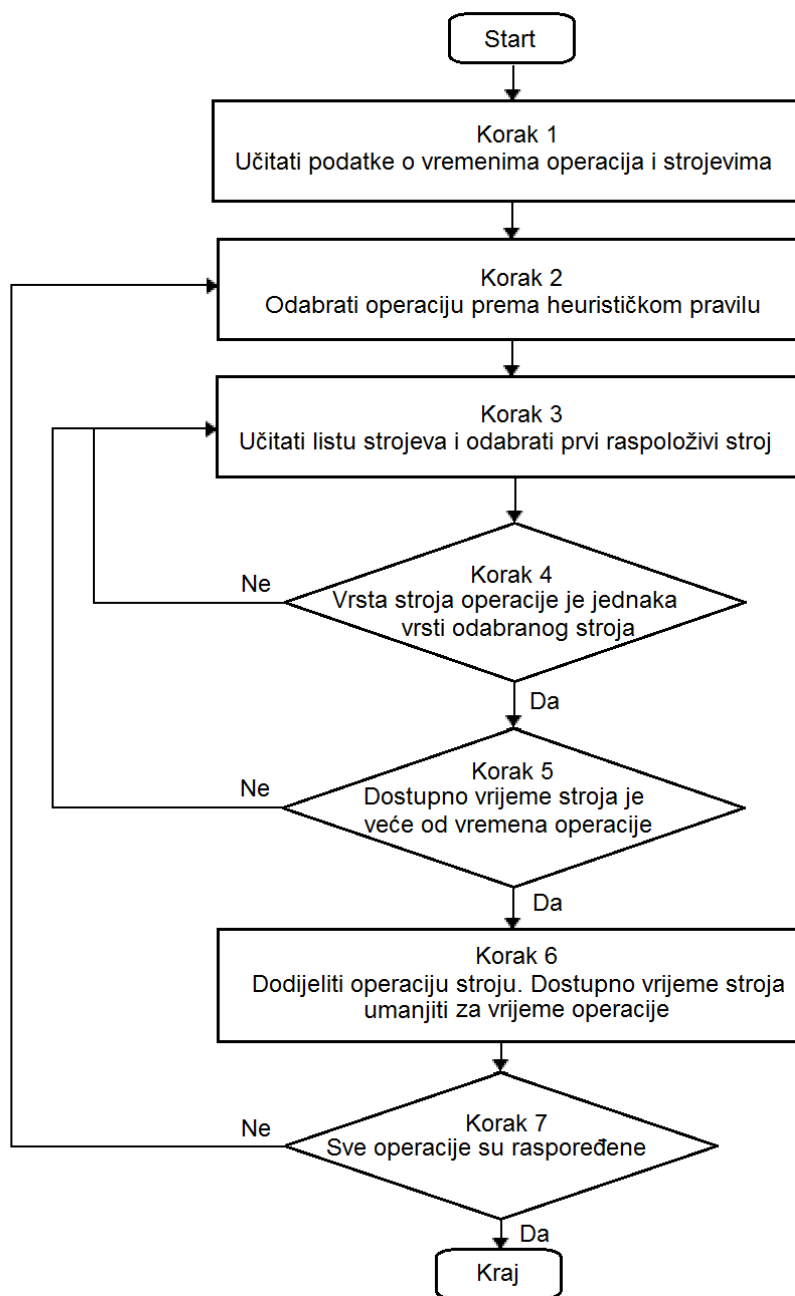 Start
Korak 1
Učitati podatke o vremenima operacija i strojevima
Korak 2
Odabrati operaciju prema heurističkom pravilu
Korak 3
Učitati listu strojeva i odabrati prvi raspoloživi stroj
Ne
Korak 4
Vrsta stroja operacije je jednaka
vrsti odabranog stroja
Da
Ne
Korak 5
Dostupno vrijeme stroja je
veće od vremena operacije
Da
Korak 6
Dodijeliti operaciju stroju. Dostupno vrijeme stroja
umanjiti za vrijeme operacije
Ne
Korak 7
Sve operacije su raspoređene
Da
Kraj